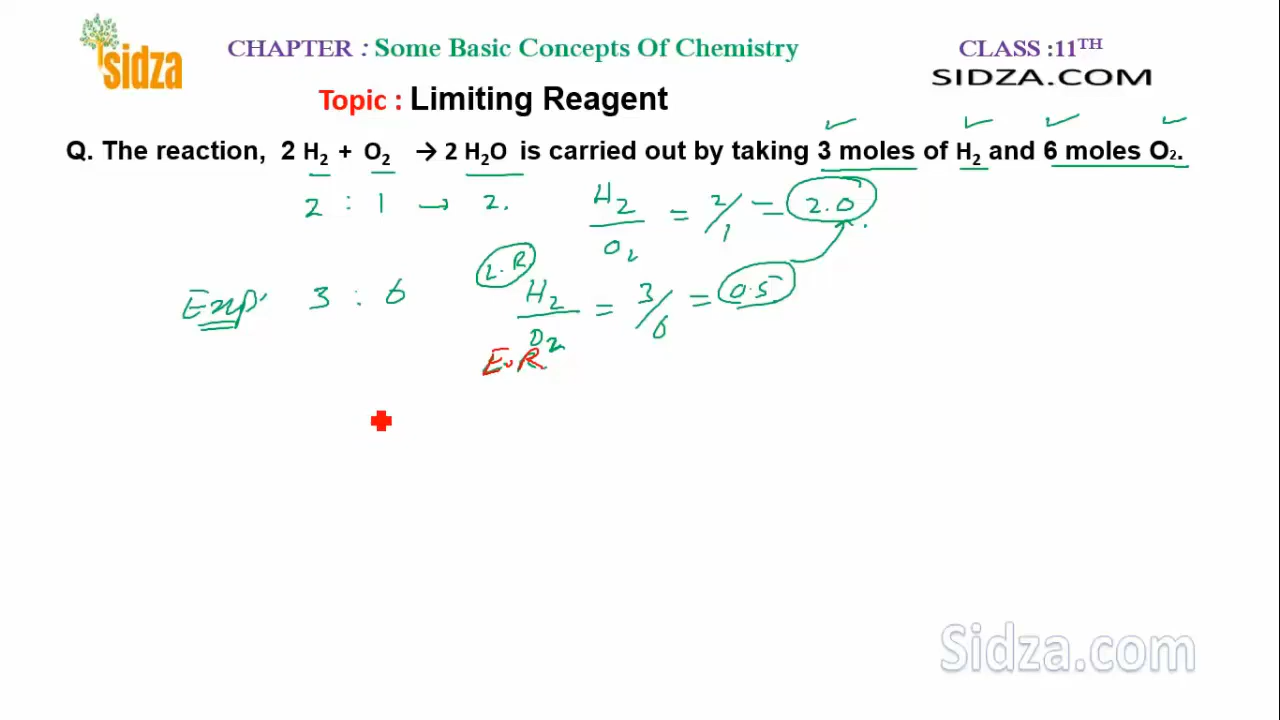 sidza
CHAPTER : Some Basic Concepts Of Chemistry
CLASS :11TH
SIDZA.COM
Topic : Limiting Reagent
Q. The reaction, 2 H₂ + O₂ → 2 H₂O is carried out by taking 3 moles of H₂ and 6 moles O₂.
2 : 1 → 2. H₂/O₂ = 2/1 = 2.0
L.R
Exp. 3 : 6 H₂/O₂ = 3/6 = 0.5
E.R
Sidza.com